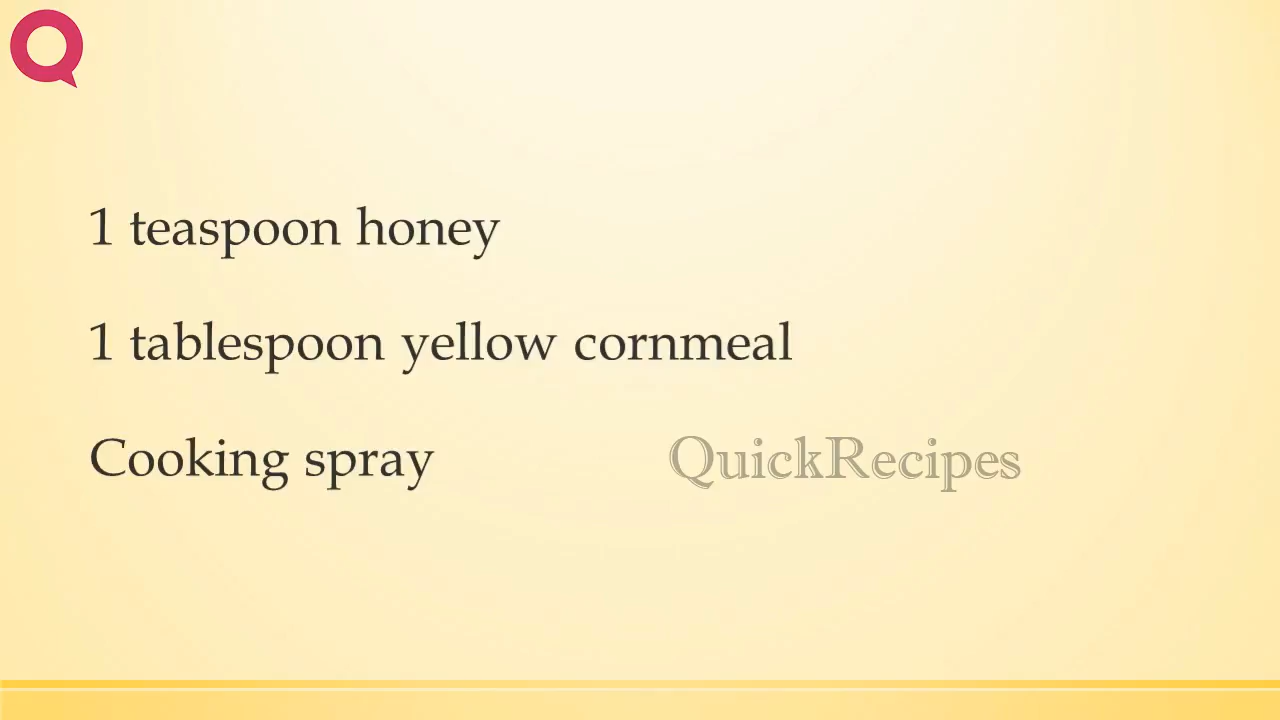 1 teaspoon honey
1 tablespoon yellow cornmeal
Cooking spray
QuickRecipes